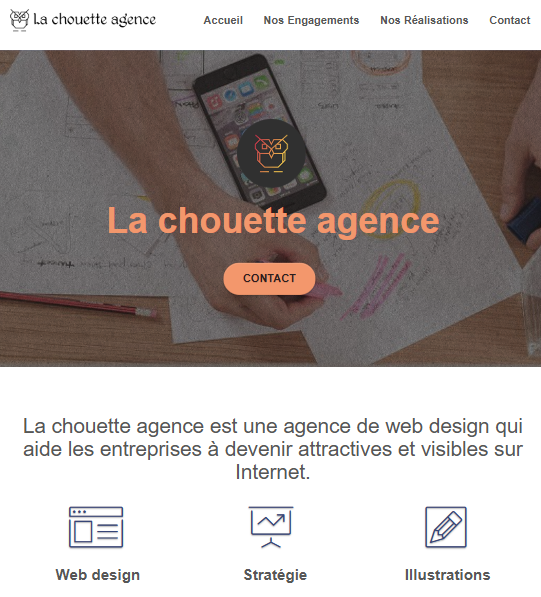 La chouette agence
Accueil Nos Engagements Nos Réalisations Contact
La chouette agence
CONTACT
La chouette agence est une agence de web design qui
aide les entreprises à devenir attractives et visibles sur
Internet.
Web design Stratégie Illustrations